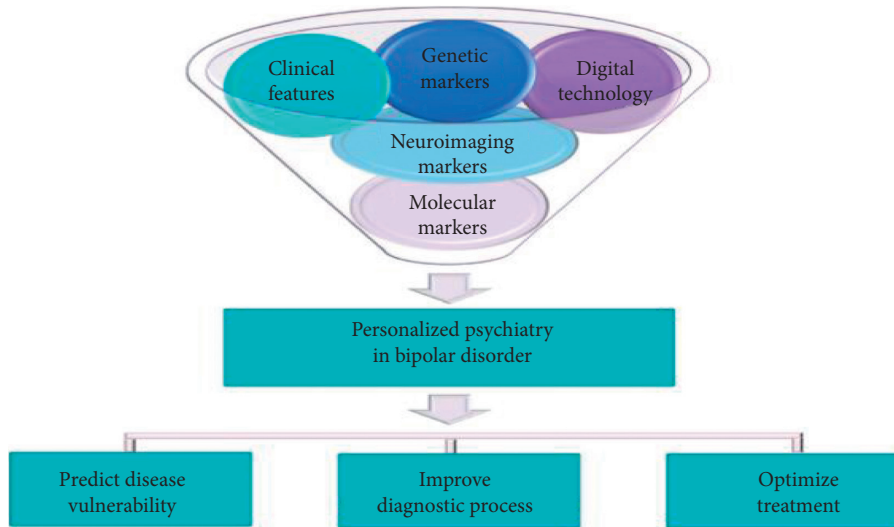 Clinical
features
Genetic
markers
Digital
technology
Neuroimaging
markers
Molecular
markers
Personalized psychiatry
in bipolar disorder
Predict disease
vulnerability
Improve
diagnostic process
Optimize
treatment